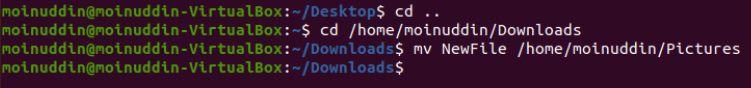 moinuddin@moinuddin-VirtualBox:~/Desktop$ cd ..
moinuddin@moinuddin-VirtualBox:~$ cd /home/moinuddin/Downloads
moinuddin@moinuddin-VirtualBox:~/Downloads$ mv NewFile /home/moinuddin/Pictures
moinuddin@moinuddin-VirtualBox:~/Downloads$